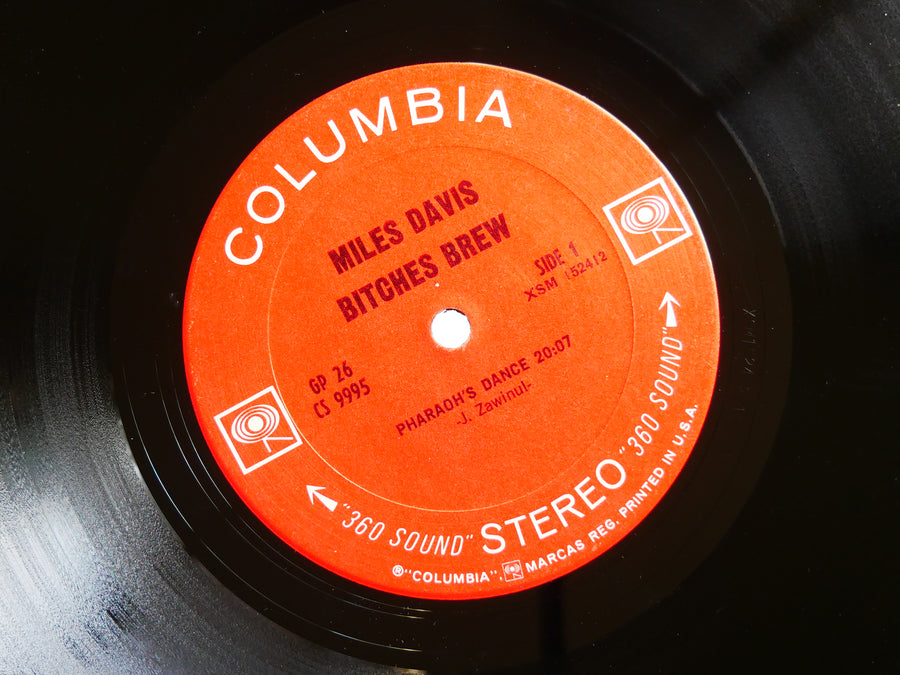 COLUMBIA
MILES DAVIS
BITCHES BREW
SIDE 1
XSM 152412
GP 26
CS 9995
PHARAOH'S DANCE 20:07
-J. Zawinul-
"360 SOUND" STEREO "360 SOUND"
®"COLUMBIA", MARCAS REG. PRINTED IN U.S.A.